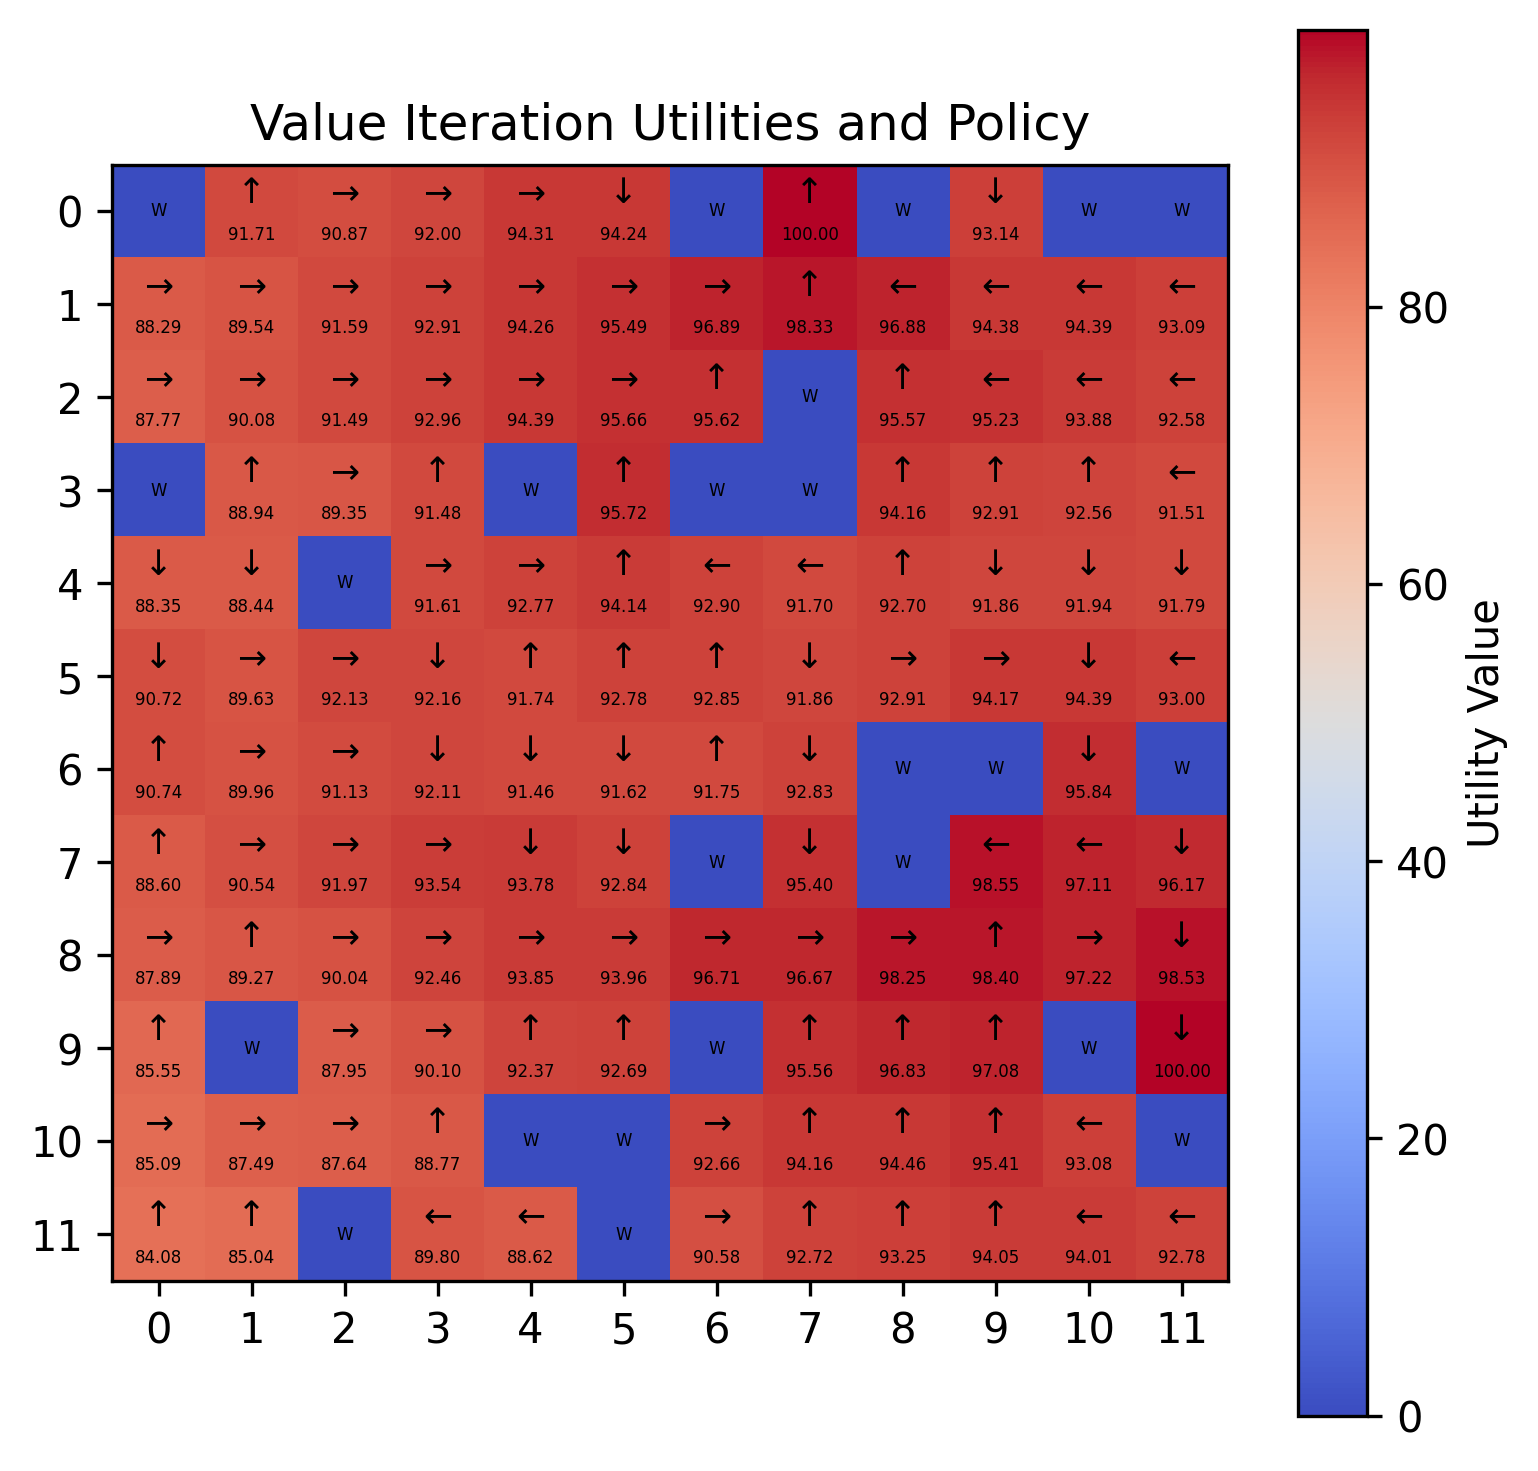 Value Iteration Utilities and Policy
0 W ↑ → → → ↓ W ↑ W ↓ W W
91.71 90.87 92.00 94.31 94.24 100.00 93.14
1 → → → → → → → ↑ ← ← ← ←
88.29 89.54 91.59 92.91 94.26 95.49 96.89 98.33 96.88 94.38 94.39 93.09
2 → → → → → → ↑ W ↑ ← ← ←
87.77 90.08 91.49 92.96 94.39 95.66 95.62 95.57 95.23 93.88 92.58
3 W ↑ → ↑ W ↑ W W ↑ ↑ ↑ ←
88.94 89.35 91.48 95.72 94.16 92.91 92.56 91.51
4 ↓ ↓ W → → ↑ ← ← ↑ ↓ ↓ ↓
88.35 88.44 91.61 92.77 94.14 92.90 91.70 92.70 91.86 91.94 91.79
5 ↓ → → ↓ ↑ ↑ ↑ ↓ → → ↓ ←
90.72 89.63 92.13 92.16 91.74 92.78 92.85 91.86 92.91 94.17 94.39 93.00
6 ↑ → → ↓ ↓ ↓ ↑ ↓ W W ↓ W
90.74 89.96 91.13 92.11 91.46 91.62 91.75 92.83 95.84
7 ↑ → → → ↓ ↓ W ↓ W ← ← ↓
88.60 90.54 91.97 93.54 93.78 92.84 95.40 98.55 97.11 96.17
8 → ↑ → → → → → → → ↑ → ↓
87.89 89.27 90.04 92.46 93.85 93.96 96.71 96.67 98.25 98.40 97.22 98.53
9 ↑ W → → ↑ ↑ W ↑ ↑ ↑ W ↓
85.55 87.95 90.10 92.37 92.69 95.56 96.83 97.08 100.00
10 → → → ↑ W W → ↑ ↑ ↑ ← W
85.09 87.49 87.64 88.77 92.66 94.16 94.46 95.41 93.08
11 ↑ ↑ W ← ← W → ↑ ↑ ↑ ← ←
84.08 85.04 89.80 88.62 90.58 92.72 93.25 94.05 94.01 92.78
0 1 2 3 4 5 6 7 8 9 10 11
80
60
40
20
0
Utility Value